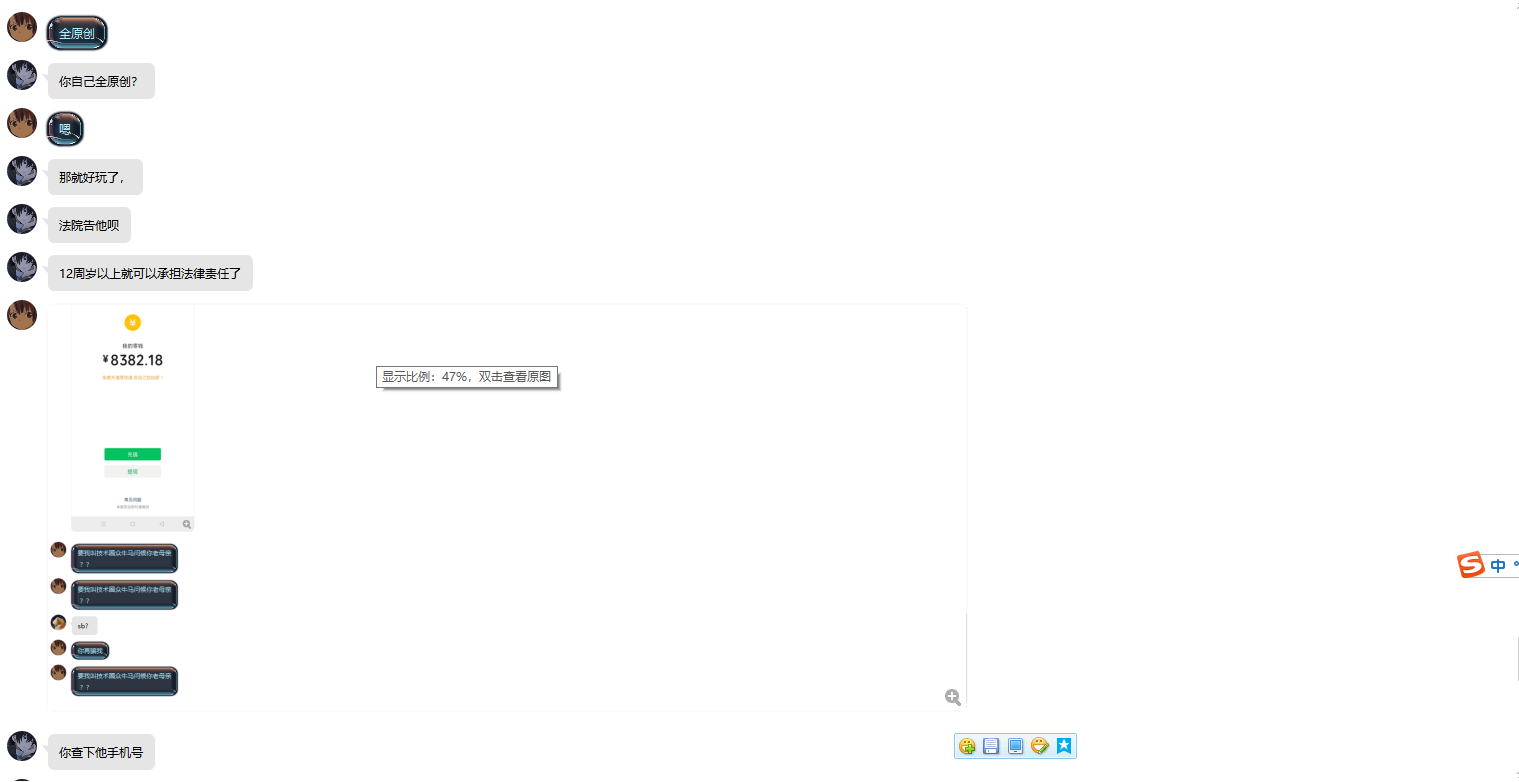 全原创
你自己全原创?
嗯
那就好玩了,
法院告他呗
12周岁以上就可以承担法律责任了
我的零钱
¥8382.18
显示比例：47%，双击查看原图
充值
提现
常见问题
要我叫技术圈众牛马问候你老母亲
？？
要我叫技术圈众牛马问候你老母亲
？？
sb?
你再骗我
要我叫技术圈众牛马问候你老母亲
？？
中
你查下他手机号